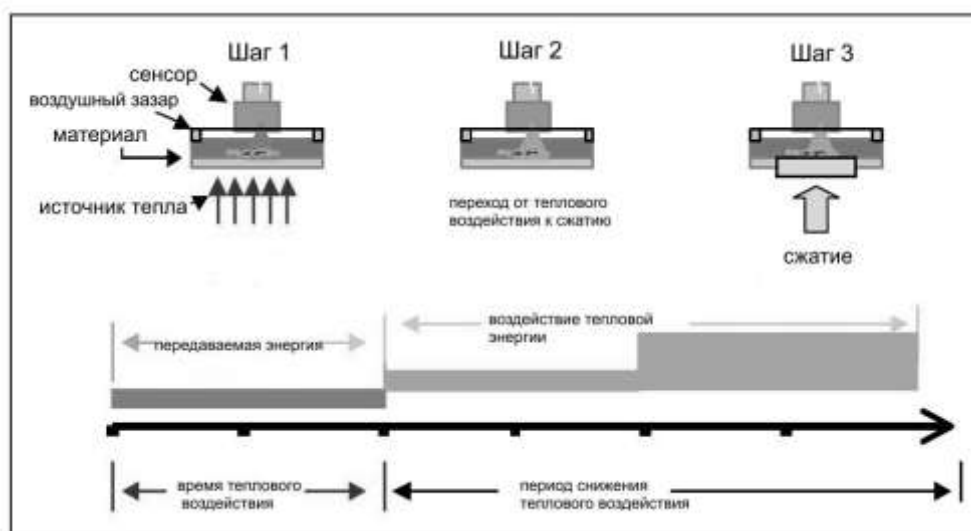 Шаг 1
Шаг 2
Шаг 3
сенсор
воздушный зазар
материал
источник тепла
переход от теплового
воздействия к сжатию
сжатие
передаваемая энергия
воздействие тепловой
энергии
время теплового
воздействия
период снижения
теплового воздействия